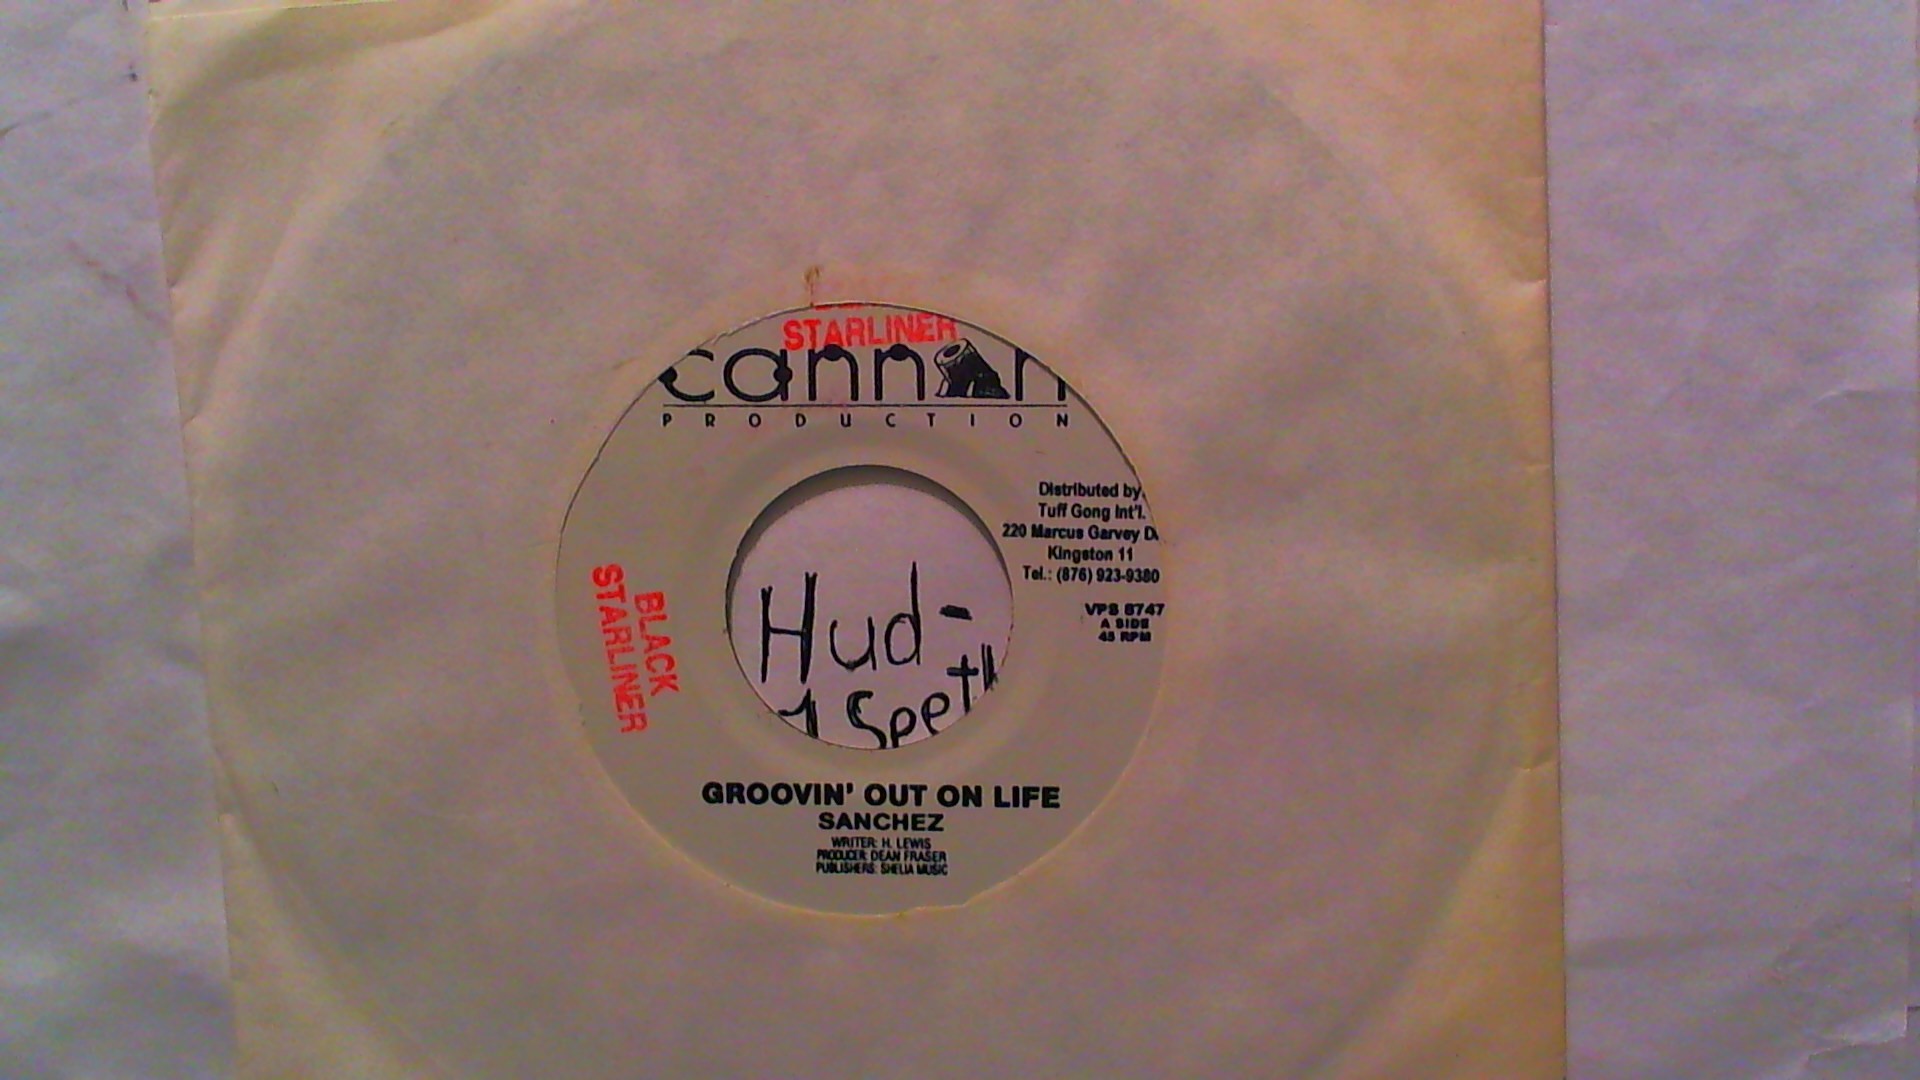 STARLINER
cannon
PRODUCTION
Distributed by:
Tuff Gong Int'l.
220 Marcus Garvey
Kingston 11
Tel.: (876) 923-9380
VPS 8747
A SIDE
45 RPM
BLACK
STARLINER
Hud-
GROOVIN' OUT ON LIFE
SANCHEZ
WRITER: H. LEWIS
PRODUCER: DEAN FRASER
PUBLISHERS: SHELIA MUSIC